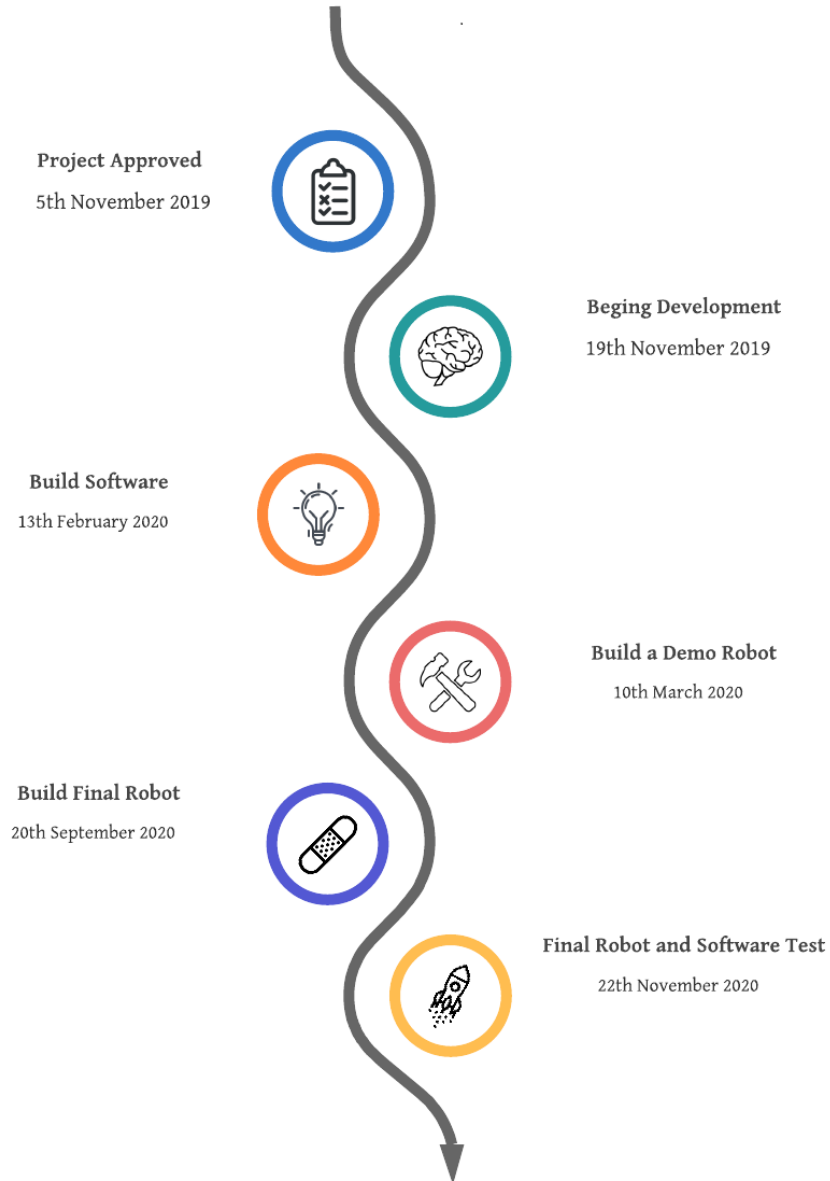 Project Approved
5th November 2019
Beging Development
19th November 2019
Build Software
13th February 2020
Build a Demo Robot
10th March 2020
Build Final Robot
20th September 2020
Final Robot and Software Test
22th November 2020